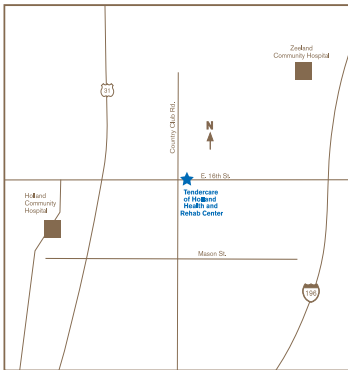 Zeeland
Community Hospital
31
Country Club Rd.
N
E. 16th St.
Tendercare
of Holland
Health and
Rehab Center
Holland
Community
Hospital
Mason St.
196